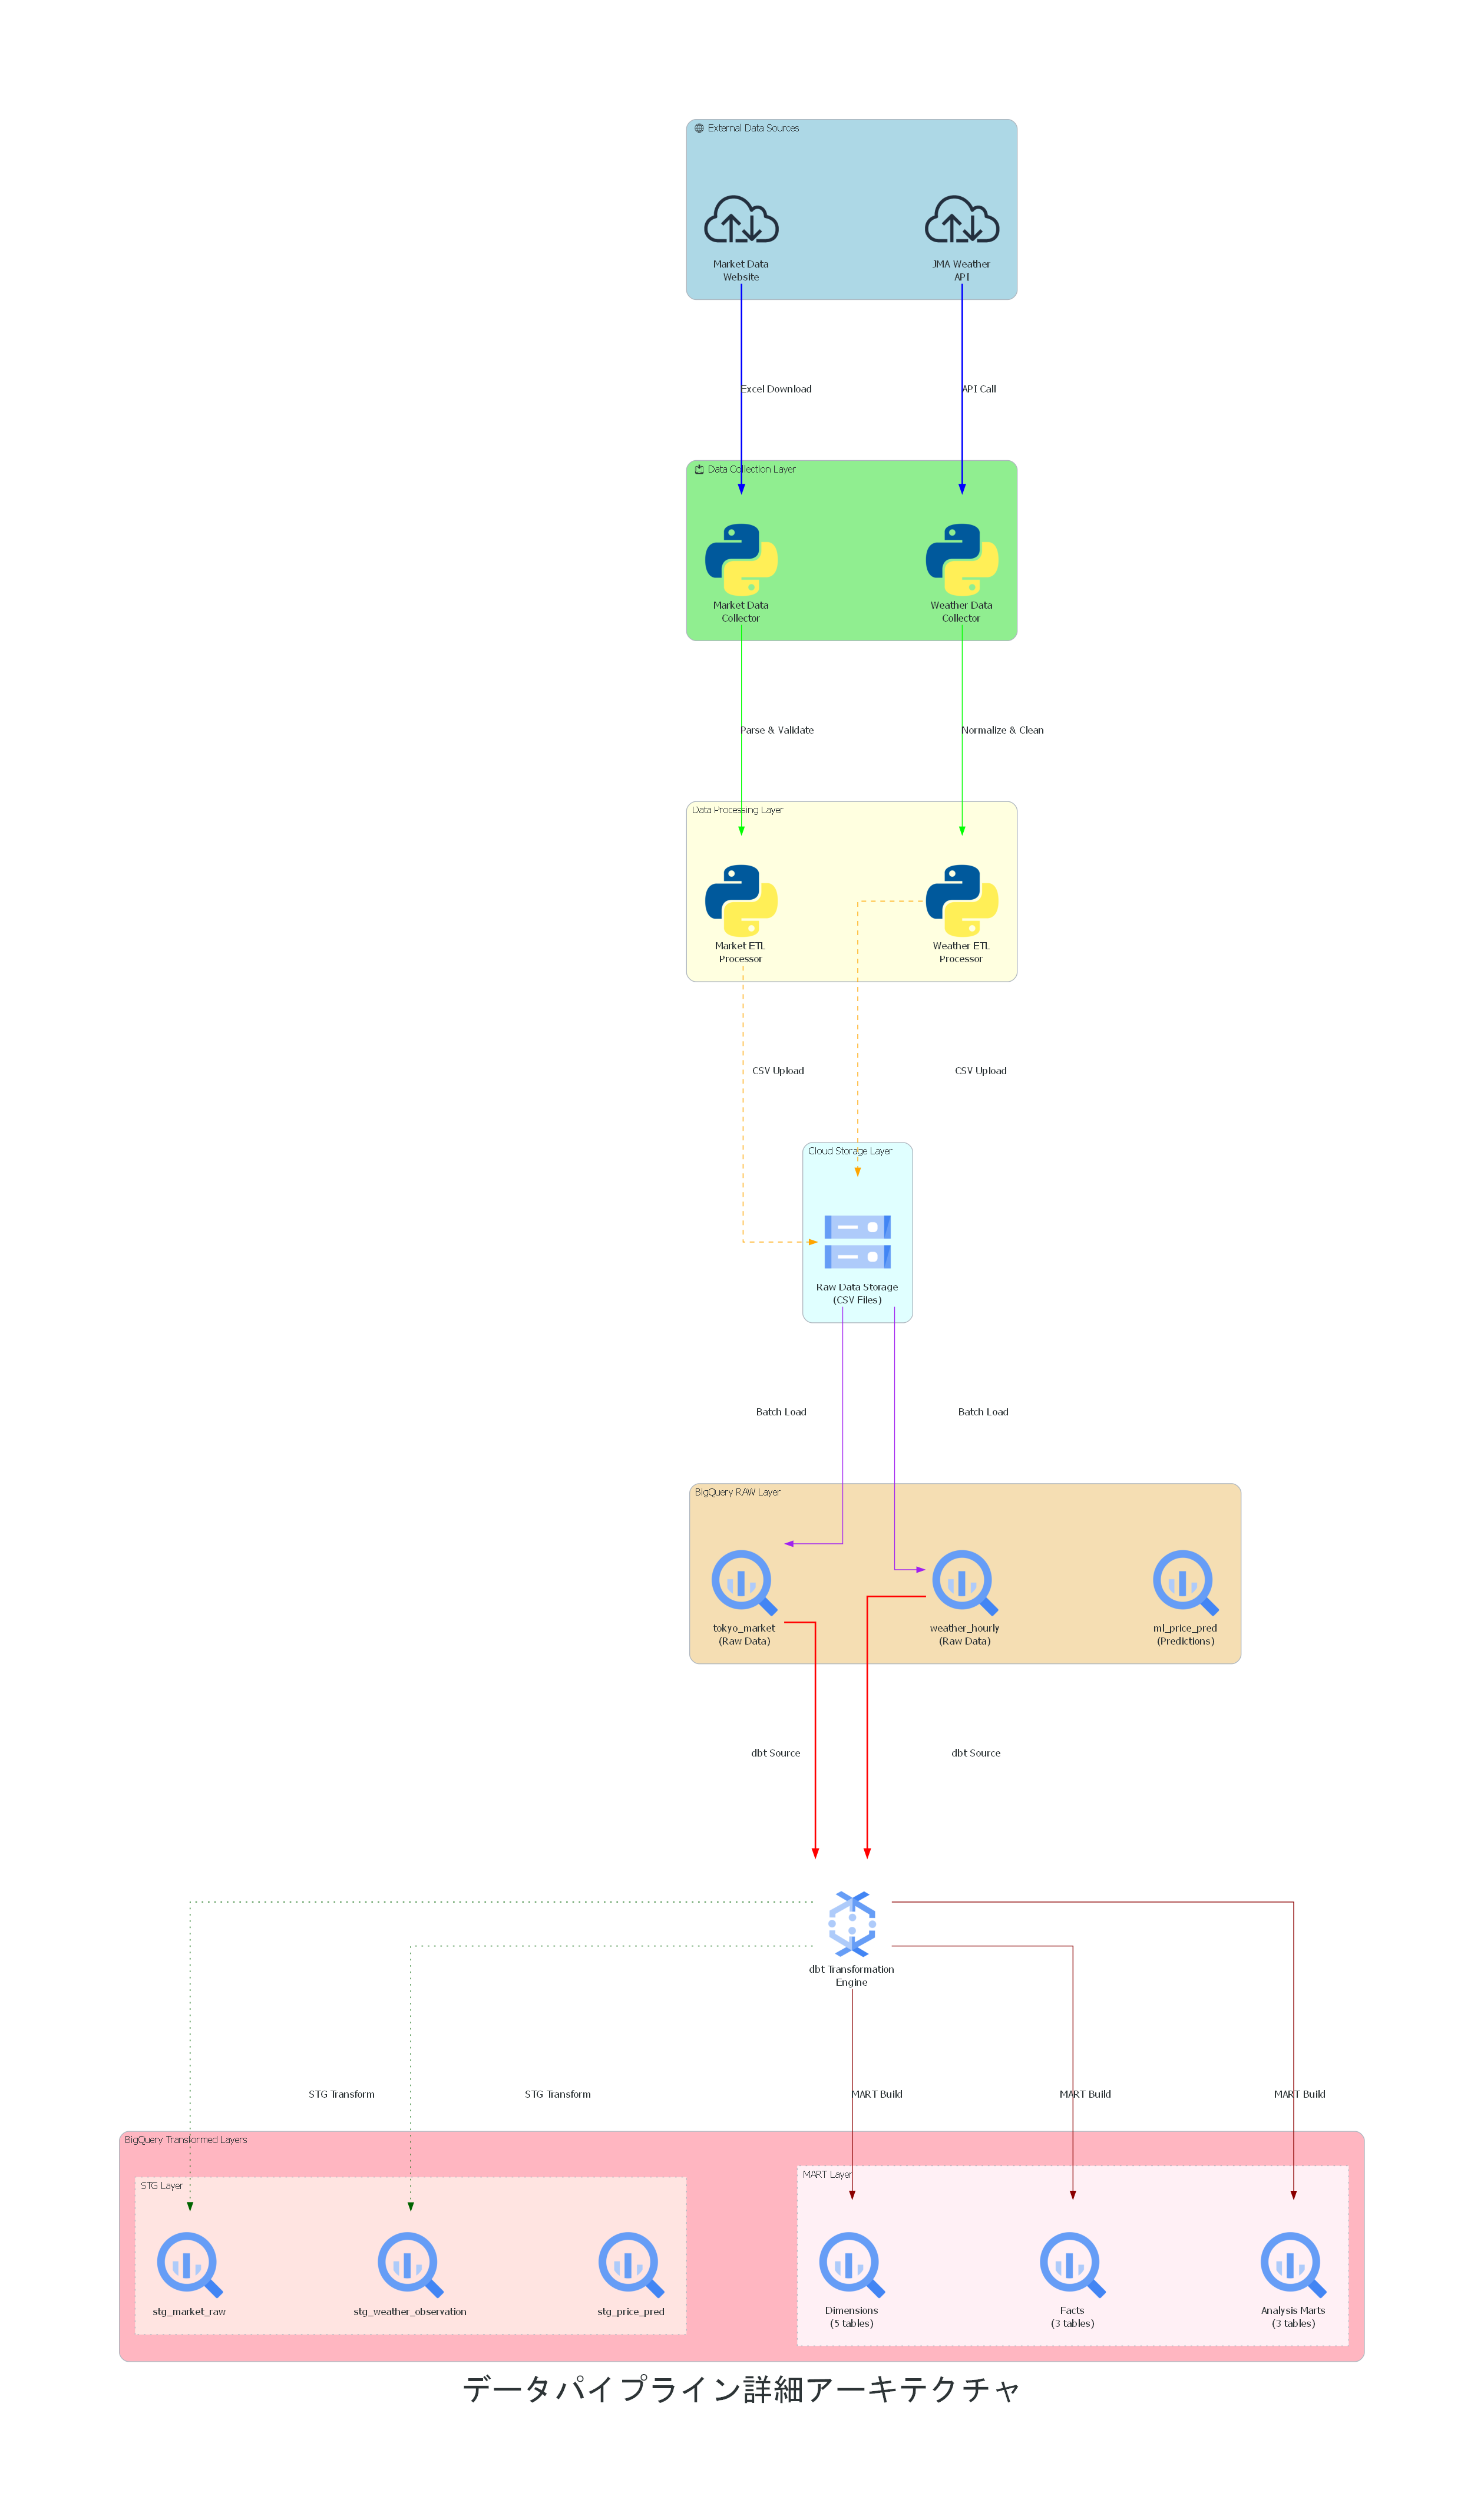 External Data Sources
Market Data
Website
JMA Weather
API
Excel Download
API Call
Data Collection Layer
Market Data
Collector
Weather Data
Collector
Parse & Validate
Normalize & Clean
Data Processing Layer
Market ETL
Processor
Weather ETL
Processor
CSV Upload
CSV Upload
Cloud Storage Layer
Raw Data Storage
(CSV Files)
Batch Load
Batch Load
BigQuery RAW Layer
tokyo_market
(Raw Data)
weather_hourly
(Raw Data)
ml_price_pred
(Predictions)
dbt Source
dbt Source
dbt Transformation
Engine
STG Transform
STG Transform
MART Build
MART Build
MART Build
BigQuery Transformed Layers
STG Layer
stg_market_raw
stg_weather_observation
stg_price_pred
MART Layer
Dimensions
(5 tables)
Facts
(3 tables)
Analysis Marts
(3 tables)
データパイプライン詳細アーキテクチャ